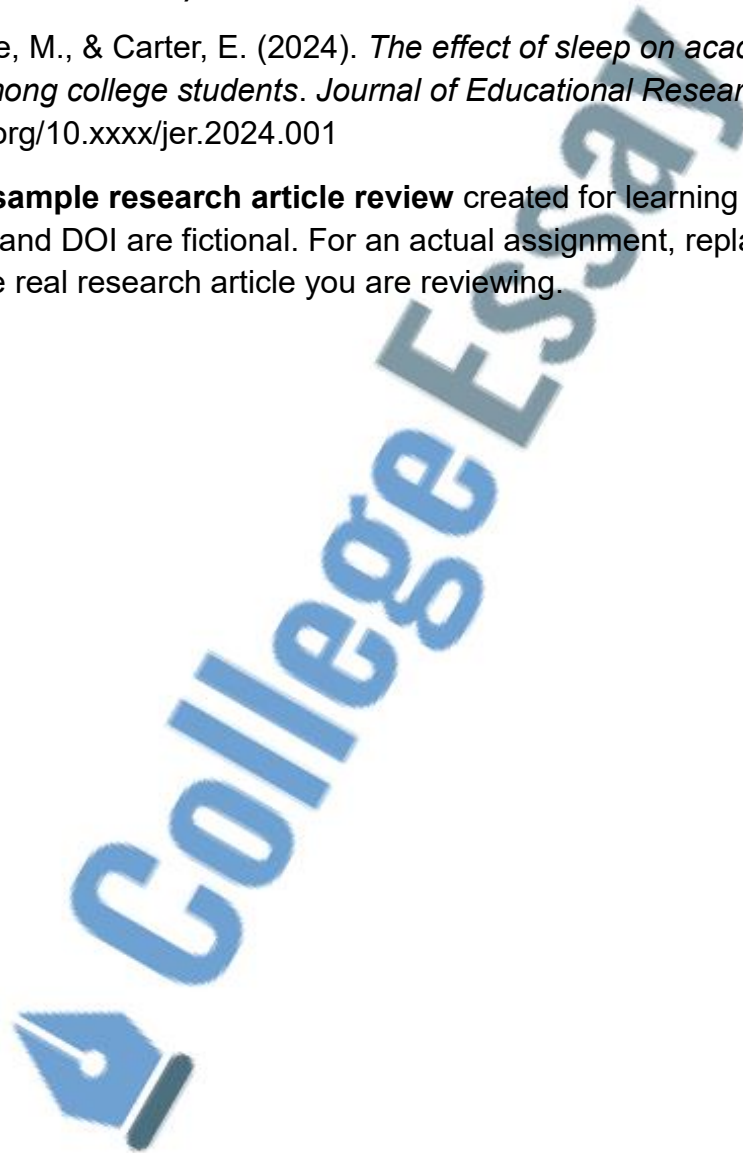 e, M., & Carter, E. (2024). The effect of sleep on acad
nong college students. Journal of Educational Resear
org/10.xxxx/jer.2024.001
sample research article review created for learning
and DOI are fictional. For an actual assignment, repla
e real research article you are reviewing.
CollegeEssay